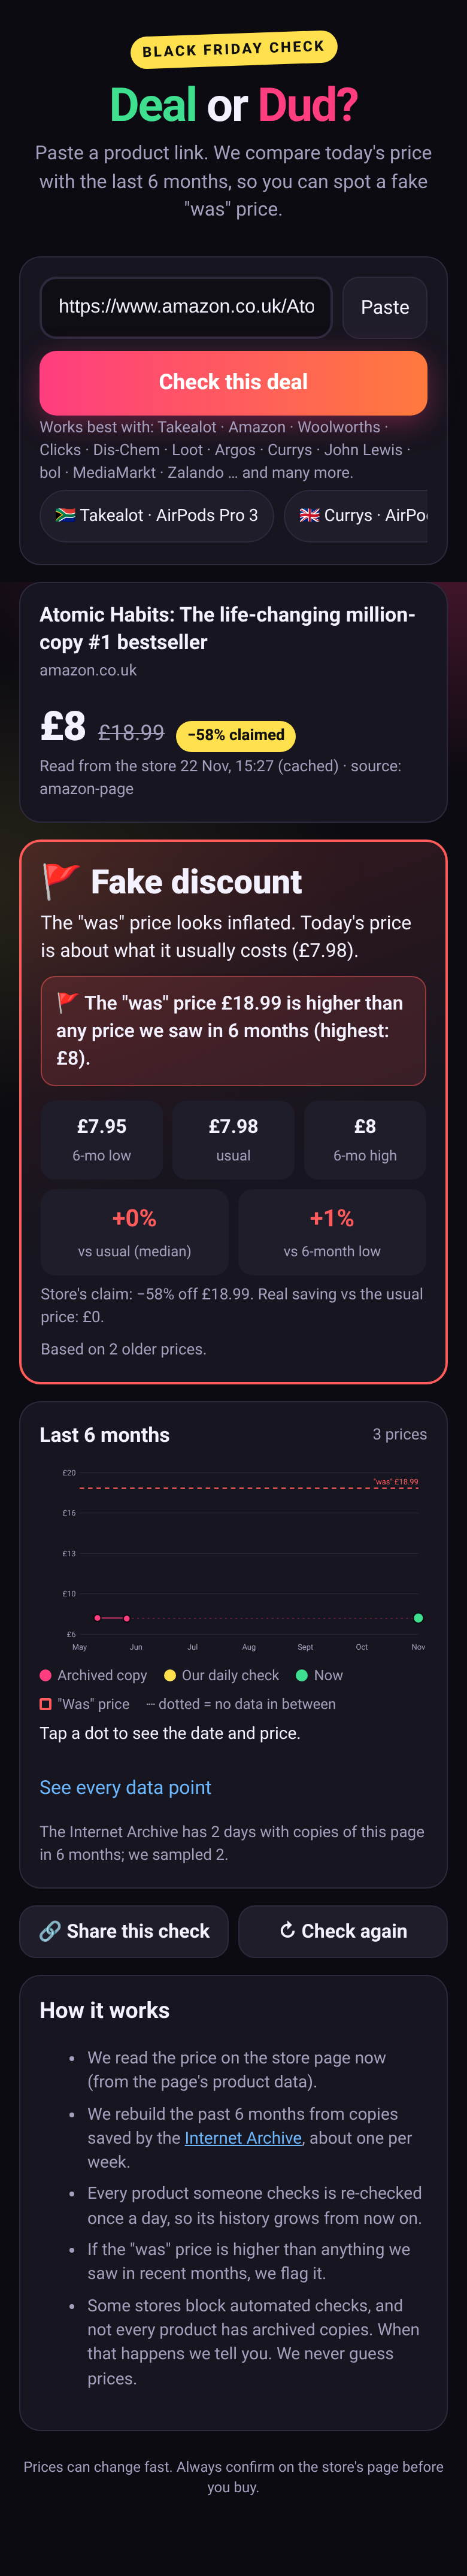 BLACK FRIDAY CHECK
Deal or Dud?
Paste a product link. We compare today's price
with the last 6 months, so you can spot a fake
"was" price.
https://www.amazon.co.uk/Ato
Paste
Check this deal
Works best with: Takealot · Amazon · Woolworths ·
Clicks · Dis-Chem · Loot · Argos · Currys · John Lewis ·
bol · MediaMarkt · Zalando … and many more.
🇿🇦 Takealot · AirPods Pro 3
🇬🇧 Currys · AirPo
Atomic Habits: The life-changing million-
copy #1 bestseller
amazon.co.uk
£8 £18.99 −58% claimed
Read from the store 22 Nov, 15:27 (cached) · source:
amazon-page
🚩 Fake discount
The "was" price looks inflated. Today's price
is about what it usually costs (£7.98).
🚩 The "was" price £18.99 is higher than
any price we saw in 6 months (highest:
£8).
£7.95 £7.98 £8
6-mo low usual 6-mo high
+0% +1%
vs usual (median) vs 6-month low
Store's claim: −58% off £18.99. Real saving vs the usual
price: £0.
Based on 2 older prices.
Last 6 months 3 prices
£20
"was" £18.99
£16
£13
£10
£6
May Jun Jul Aug Sept Oct Nov
Archived copy Our daily check Now
"Was" price ┈ dotted = no data in between
Tap a dot to see the date and price.
See every data point
The Internet Archive has 2 days with copies of this page
in 6 months; we sampled 2.
🔗 Share this check
↻ Check again
How it works
• We read the price on the store page now
(from the page's product data).
• We rebuild the past 6 months from copies
saved by the Internet Archive, about one per
week.
• Every product someone checks is re-checked
once a day, so its history grows from now on.
• If the "was" price is higher than anything we
saw in recent months, we flag it.
• Some stores block automated checks, and
not every product has archived copies. When
that happens we tell you. We never guess
prices.
Prices can change fast. Always confirm on the store's page before
you buy.